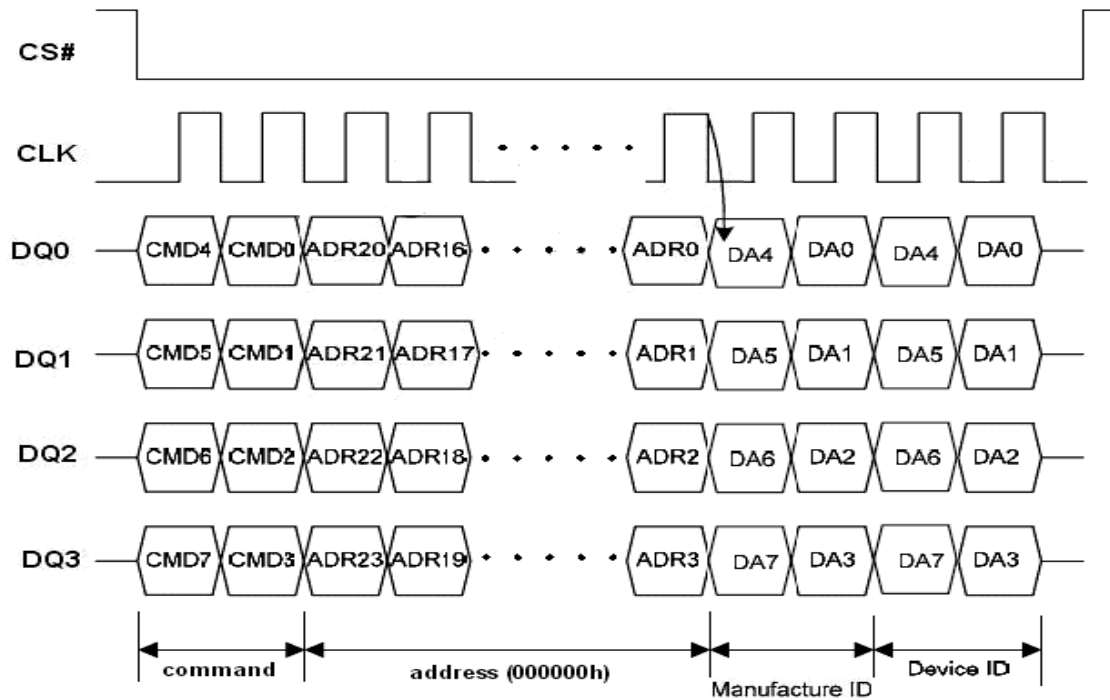 CS#
CLK
DQ0 CMD4 CMD0 ADR20 ADR16 ADR0 DA4 DA0 DA4 DA0
DQ1 CMD5 CMD1 ADR21 ADR17 ADR1 DA5 DA1 DA5 DA1
DQ2 CMD6 CMD2 ADR22 ADR18 ADR2 DA6 DA2 DA6 DA2
DQ3 CMD7 CMD3 ADR23 ADR19 ADR3 DA7 DA3 DA7 DA3
command address (000000h) Manufacture ID Device ID